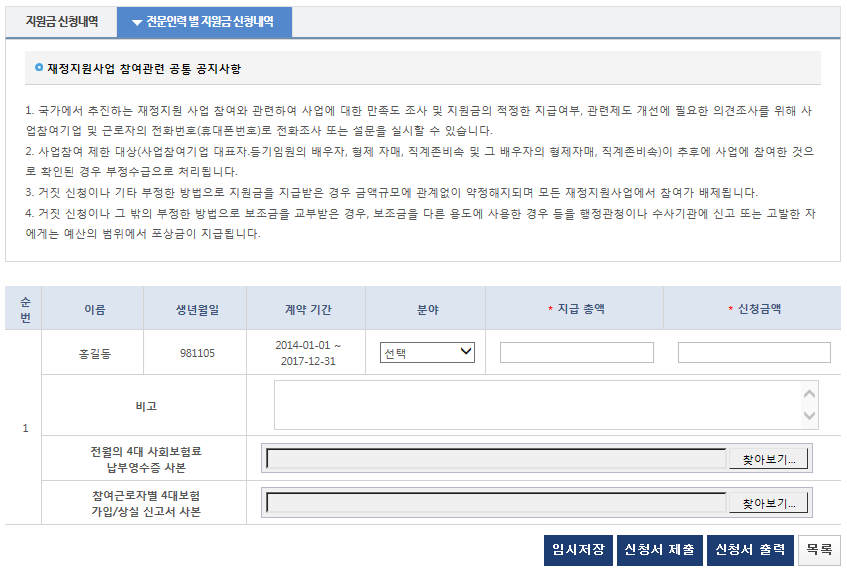 지원금 신청내역
전문인력 별 지원금 신청내역
재정지원사업 참여관련 공통 공지사항
1. 국가에서 추진하는 재정지원 사업 참여와 관련하여 사업에 대한 만족도 조사 및 지원금의 적정한 지급여부, 관련제도 개선에 필요한 의견조사를 위해 사
업참여기업 및 근로자의 전화번호(휴대폰번호)로 전화조사 또는 설문을 실시할 수 있습니다.
2. 사업참여 제한 대상(사업참여기업 대표자.등기임원의 배우자, 형제 자매, 직계존비속 및 그 배우자의 형제자매, 직계존비속)이 추후에 사업에 참여한 것으
로 확인된 경우 부정수급으로 처리됩니다.
3. 거짓 신청이나 기타 부정한 방법으로 지원금을 지급받은 경우 금액규모에 관계없이 약정해지되며 모든 재정지원사업에서 참여가 배제됩니다.
4. 거짓 신청이나 그 밖의 부정한 방법으로 보조금을 교부받은 경우, 보조금을 다른 용도에 사용한 경우 등을 행정관청이나 수사기관에 신고 또는 고발한 자
에게는 예산의 범위에서 포상금이 지급됩니다.
순
번
이름
생년월일
계약 기간
분야
* 지급 총액
* 신청금액
1
홍길동
981105
2014-01-01 ~
2017-12-31
선택
비고
전월의 4대 사회보험료
납부영수증 사본
찾아보기...
참여근로자별 4대보험
가입/상실 신고서 사본
찾아보기...
임시저장
신청서 제출
신청서 출력
목록